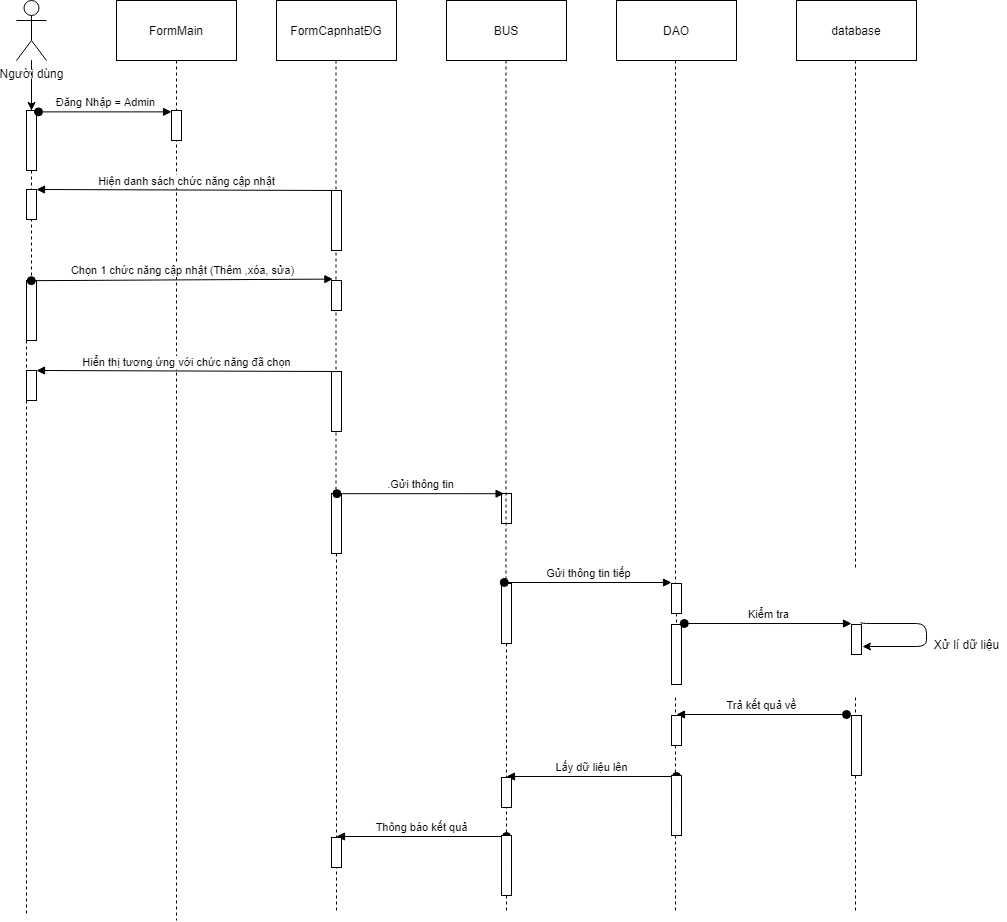 FormMain
FormCapnhatĐG
BUS
DAO
database
Người dùng
Đăng Nhập = Admin
Hiện danh sách chức năng cập nhật
Chọn 1 chức năng cập nhật (Thêm ,xóa, sửa)
Hiển thị tương ứng với chức năng đã chọn
.Gửi thông tin
Gửi thông tin tiếp
Kiểm tra
Xử lí dữ liệu
Trả kết quả về
Lấy dữ liệu lên
Thông báo kết quả